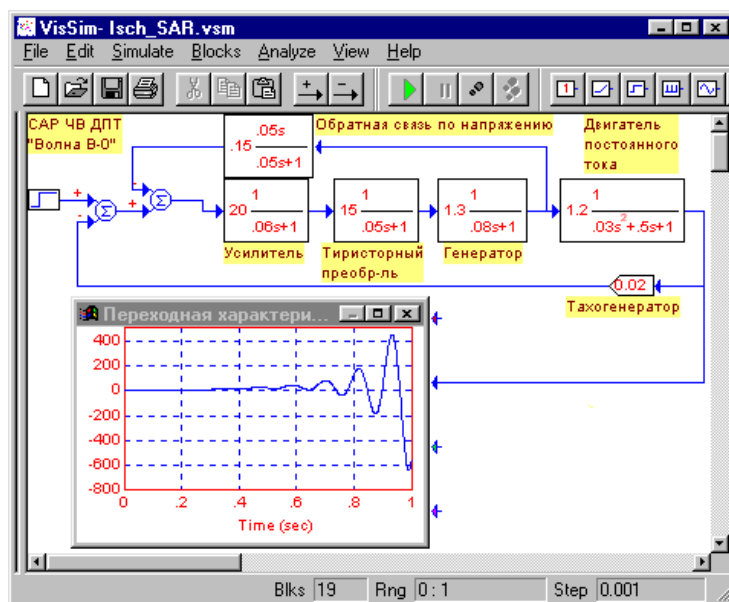 VisSim- Isch_SAR.vsm
File Edit Simulate Blocks Analyze View Help
САР ЧВ ДПТ
"Волна В-0"
.15 .05s
.05s+1
Обратная связь по напряжению
Двигатель
постоянного
тока
+
-
-
+
20 1
.06s+1
15 1
.05s+1
1.3 1
.08s+1
1.2 1
.03s2+.5s+1
Усилитель
Тиристорный
преобр-ль
Генератор
0.02
Тахогенератор
Переходная характери...
400
200
0
-200
-400
-600
-800
0 .2 .4 .6 .8 1
Time (sec)
Blks 19 Rng 0:1 Step 0.001